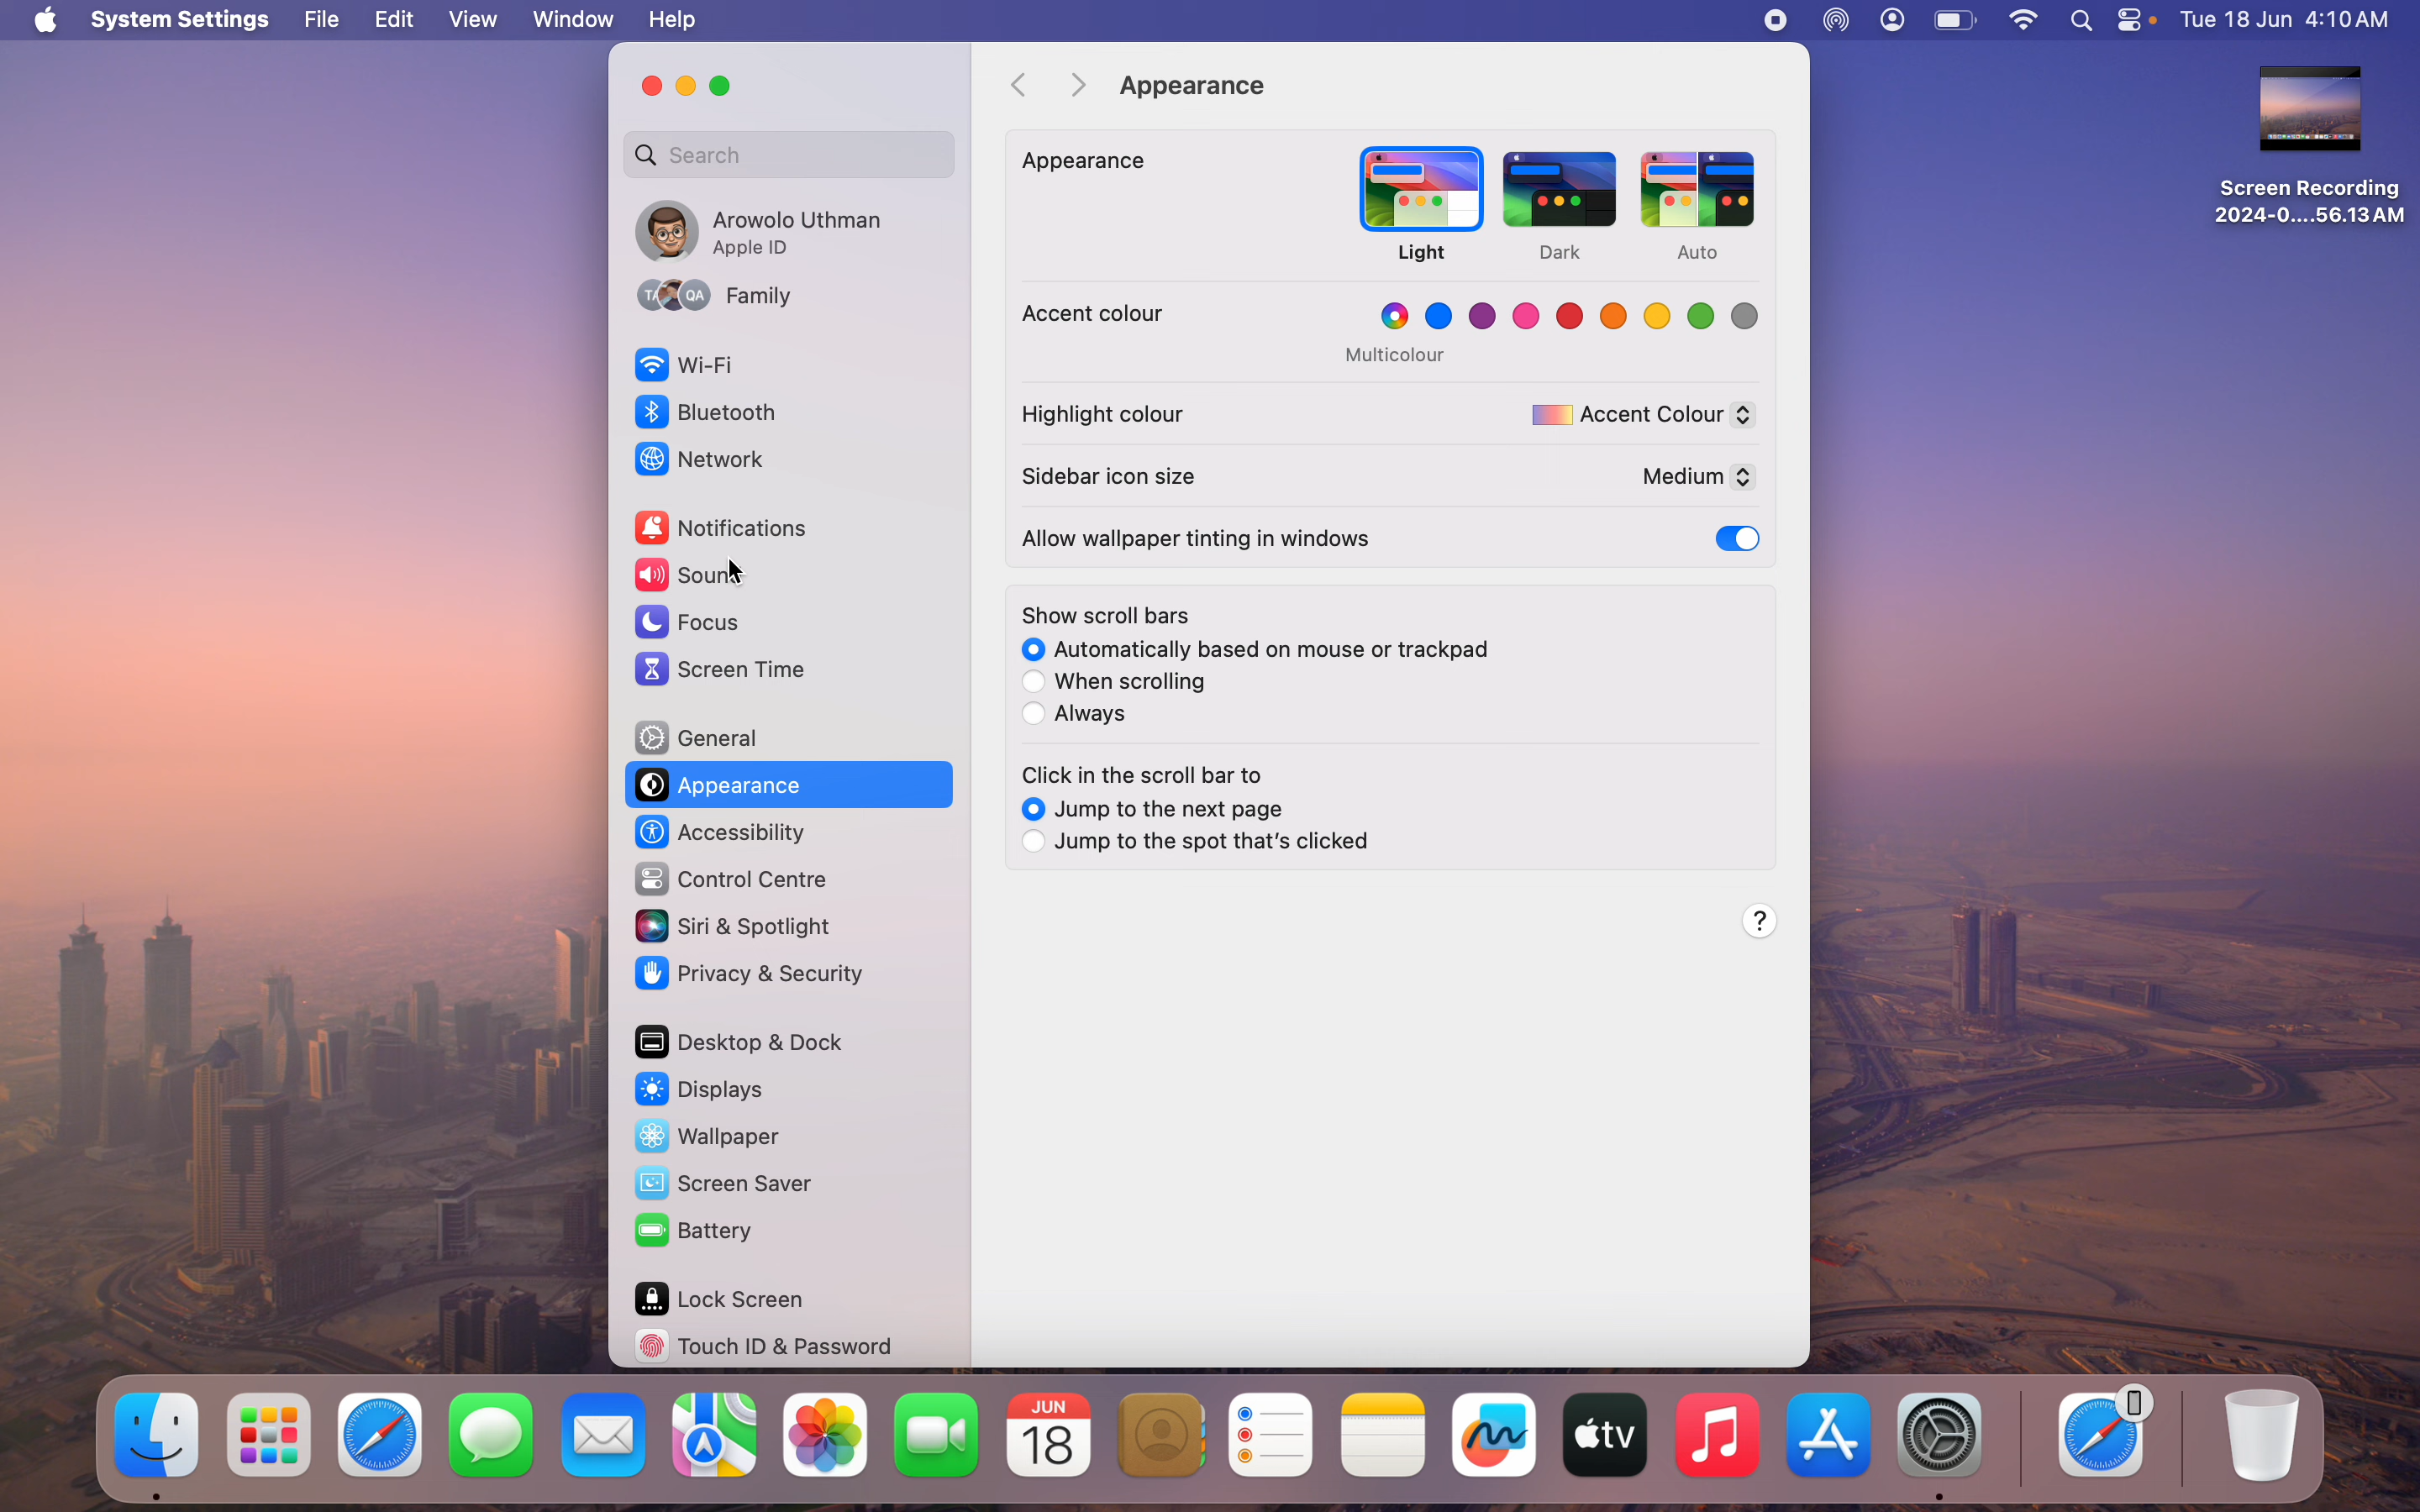 System Settings File Edit View Window Help Tue 18 Jun 4:10 AM
Screen Recording
2024-0....56.13 AM
Search
Arowolo Uthman
Apple ID
TA QA Family
Wi-Fi
Bluetooth
Network
Notifications
Sound
Focus
Screen Time
General
Appearance
Accessibility
Control Centre
Siri & Spotlight
Privacy & Security
Desktop & Dock
Displays
Wallpaper
Screen Saver
Battery
Lock Screen
Touch ID & Password
Appearance
Appearance
Light Dark Auto
Accent colour
Multicolour
Highlight colour Accent Colour
Sidebar icon size Medium
Allow wallpaper tinting in windows
Show scroll bars
Automatically based on mouse or trackpad
When scrolling
Always
Click in the scroll bar to
Jump to the next page
Jump to the spot that's clicked
?
JUN
18
tv